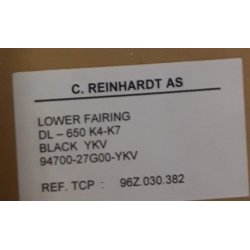 C. REINHARDT AS
LOWER FAIRING
DL – 650 K4-K7
BLACK YKV
94700-27G00-YKV
REF. TCP : 96Z.030.382